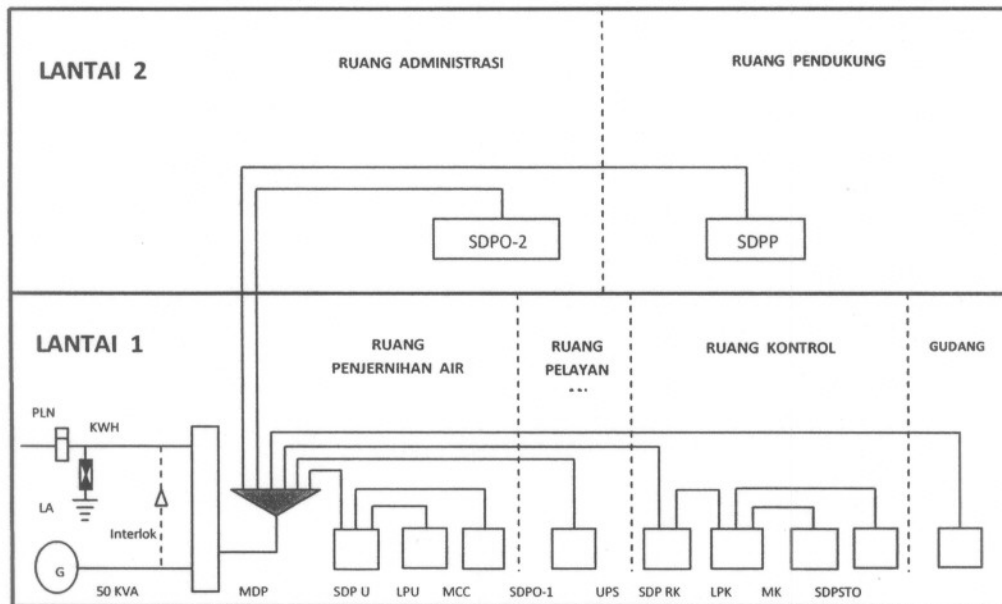 LANTAI 2
RUANG ADMINISTRASI
RUANG PENDUKUNG
SDPO-2
SDPP
LANTAI 1
RUANG
PENJERNIHAN AIR
RUANG
PELAYAN
RUANG KONTROL
GUDANG
PLN
KWH
LA
Interlok
G
50 KVA
MDP
SDP U
LPU
MCC
SDPO-1
UPS
SDP RK
LPK
MK
SDPSTO